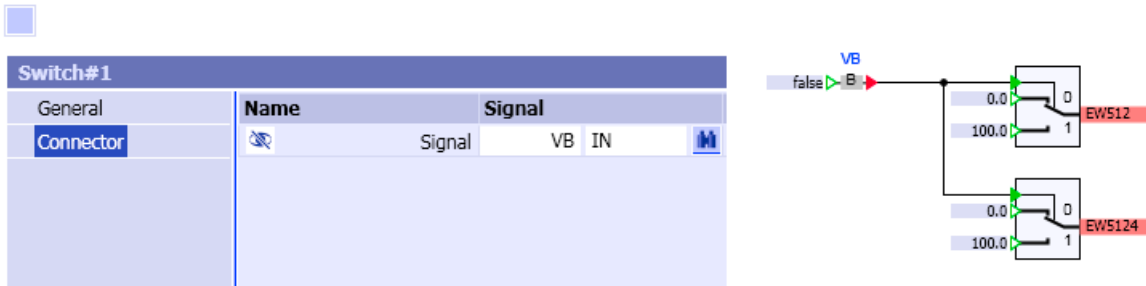 Switch#1
General
Connector
Name Signal
Signal VB IN
VB
false B
0.0 0 EW512
100.0 1
0.0 0 EW5124
100.0 1